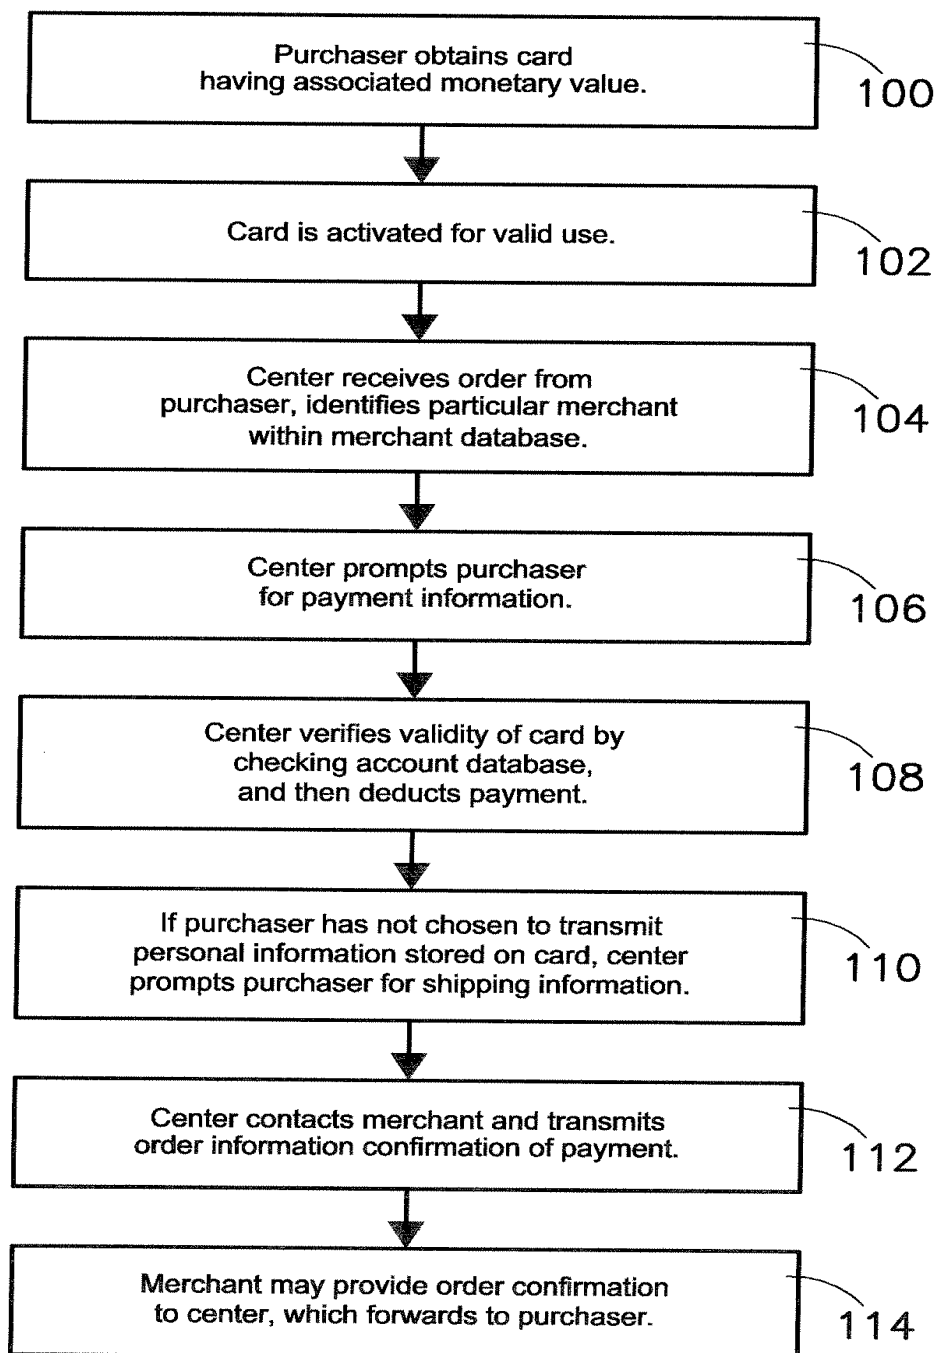 Purchaser obtains card
having associated monetary value.
100
Card is activated for valid use.
102
Center receives order from
purchaser, identifies particular merchant
within merchant database.
104
Center prompts purchaser
for payment information.
106
Center verifies validity of card by
checking account database,
and then deducts payment.
108
If purchaser has not chosen to transmit
personal information stored on card, center
prompts purchaser for shipping information.
110
Center contacts merchant and transmits
order information confirmation of payment.
112
Merchant may provide order confirmation
to center, which forwards to purchaser.
114